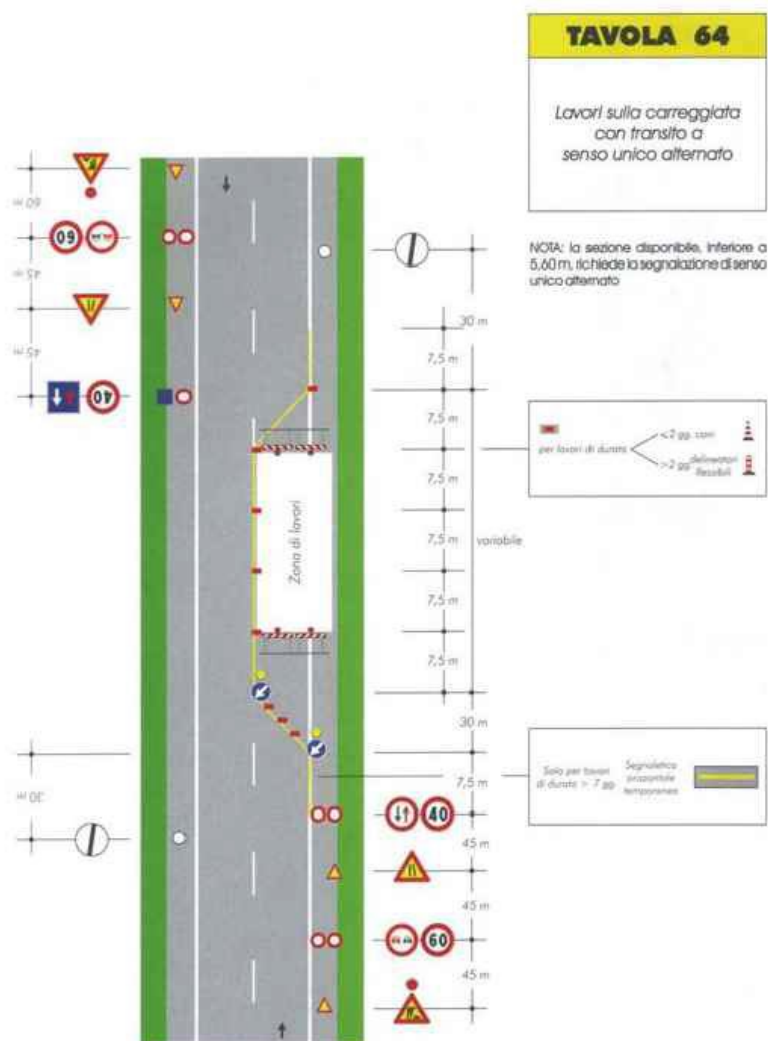 TAVOLA 64
Lavori sulla carreggiata
con transito a
senso unico alternato
NOTA: la sezione disponibile, inferiore a
5,60 m, richiede la segnalazione di senso
unico alternato
60 m
60
45 m
45 m
40
30 m
Zona di lavori
30 m
7,5 m
7,5 m
7,5 m
7,5 m
variabile
7,5 m
7,5 m
30 m
7,5 m
40
45 m
45 m
60
45 m
per lavori di durata
≤2 gg. coni
>2 gg. delineatori
flessibili
Solo per lavori
di durata > 7 gg.
Segnaletica
orizzontale
temporanea